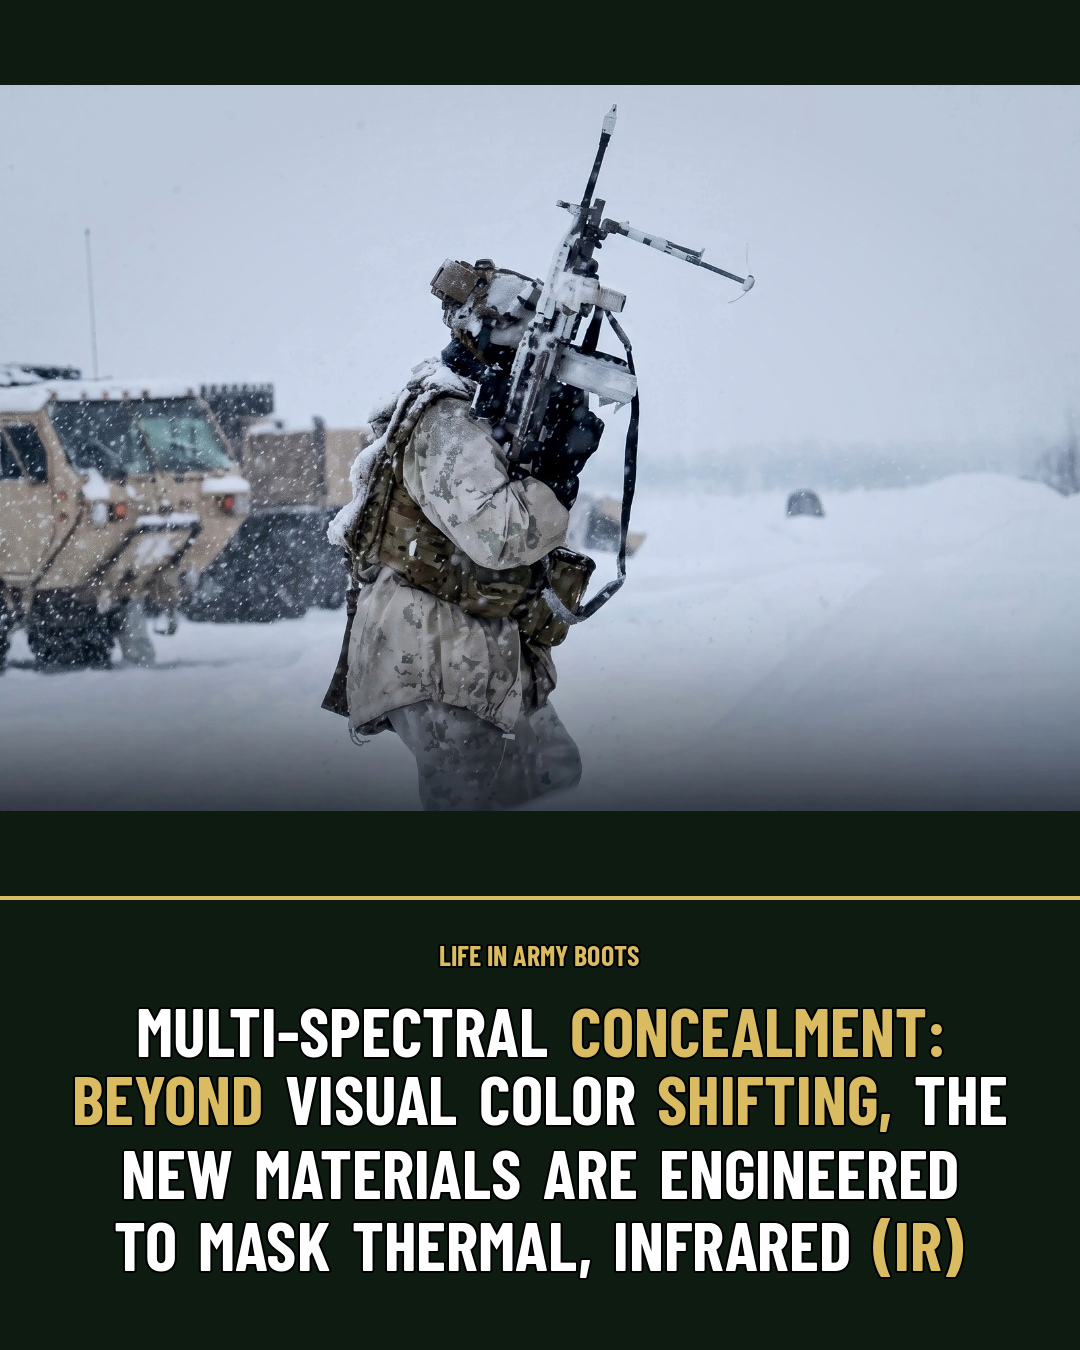 LIFE IN ARMY BOOTS
MULTI-SPECTRAL CONCEALMENT:
BEYOND VISUAL COLOR SHIFTING, THE
NEW MATERIALS ARE ENGINEERED
TO MASK THERMAL, INFRARED (IR)